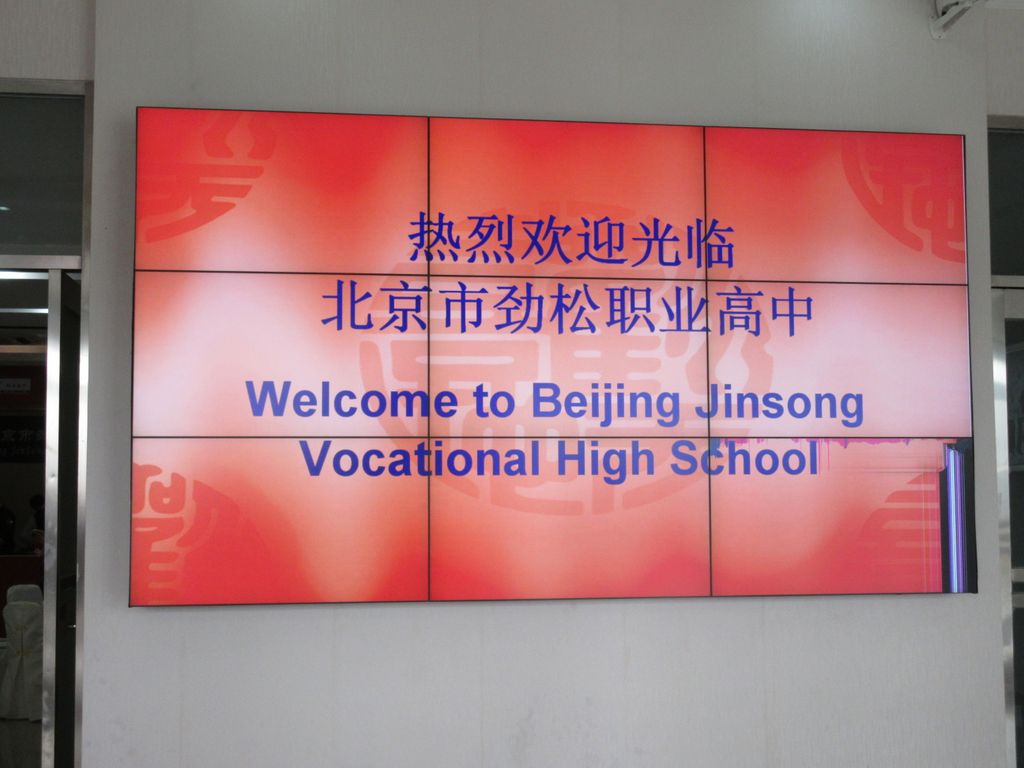 热烈欢迎光临
北京市劲松职业高中
Welcome to Beijing Jinsong
Vocational High School